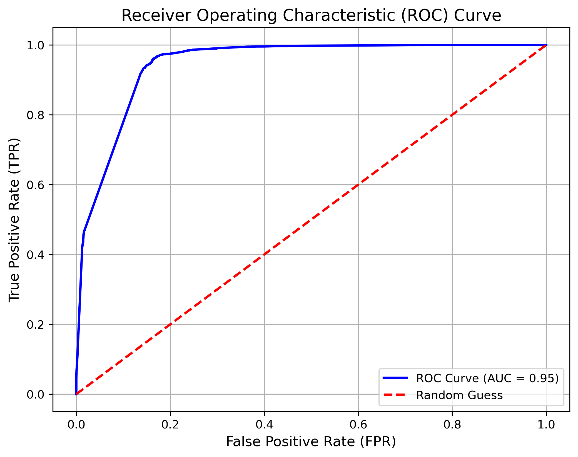 Receiver Operating Characteristic (ROC) Curve
True Positive Rate (TPR)
1.0
0.8
0.6
0.4
0.2
0.0
ROC Curve (AUC = 0.95)
Random Guess
0.0 0.2 0.4 0.6 0.8 1.0
False Positive Rate (FPR)